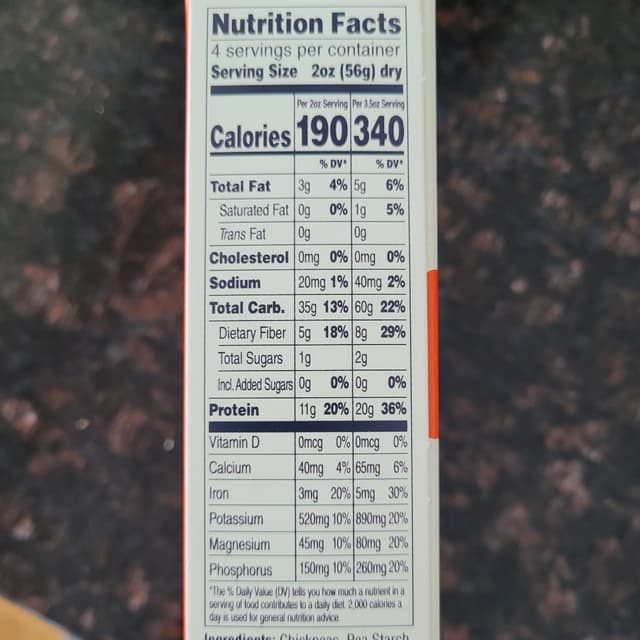 Nutrition Facts
4 servings per container
Serving Size 2oz (56g) dry
Per 2oz Serving Per 3.5oz Serving
Calories 190 340
% DV* % DV*
Total Fat 3g 4% 5g 6%
Saturated Fat 0g 0% 1g 5%
Trans Fat 0g 0g
Cholesterol 0mg 0% 0mg 0%
Sodium 20mg 1% 40mg 2%
Total Carb. 35g 13% 60g 22%
Dietary Fiber 5g 18% 8g 29%
Total Sugars 1g 2g
Incl. Added Sugars 0g 0% 0g 0%
Protein 11g 20% 20g 36%
Vitamin D 0mcg 0% 0mcg 0%
Calcium 40mg 4% 65mg 6%
Iron 3mg 20% 5mg 30%
Potassium 520mg 10% 890mg 20%
Magnesium 45mg 10% 80mg 20%
Phosphorus 150mg 10% 260mg 20%
*The % Daily Value (DV) tells you how much a nutrient in a
serving of food contributes to a daily diet. 2,000 calories a
day is used for general nutrition advice.
Ingredients: Chickpeas, Pea Starch